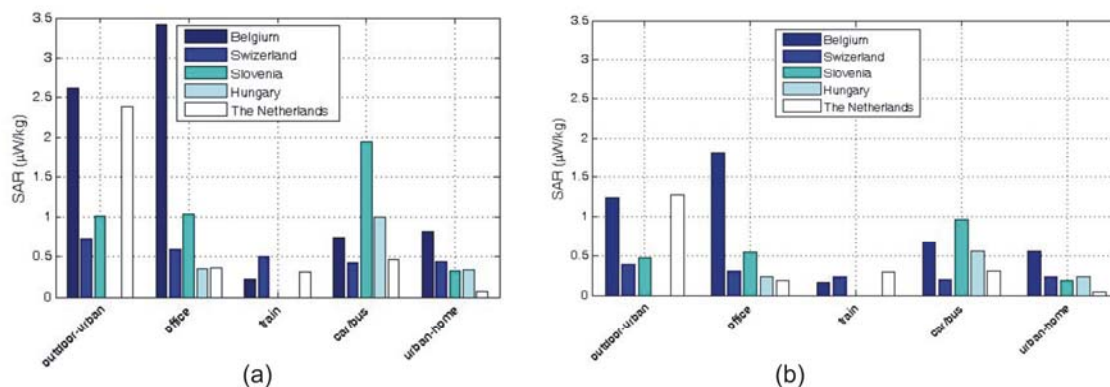 3.5
3
2.5
2
1.5
1
0.5
0
SAR (μW/kg)
Belgium
Swizerland
Slovenia
Hungary
The Netherlands
outdoor-urban
office
train
car/bus
urban-home
(a)
3.5
3
2.5
2
1.5
1
0.5
0
SAR (μW/kg)
Belgium
Swizerland
Slovenia
Hungary
The Netherlands
outdoor-urban
office
train
car/bus
urban-home
(b)